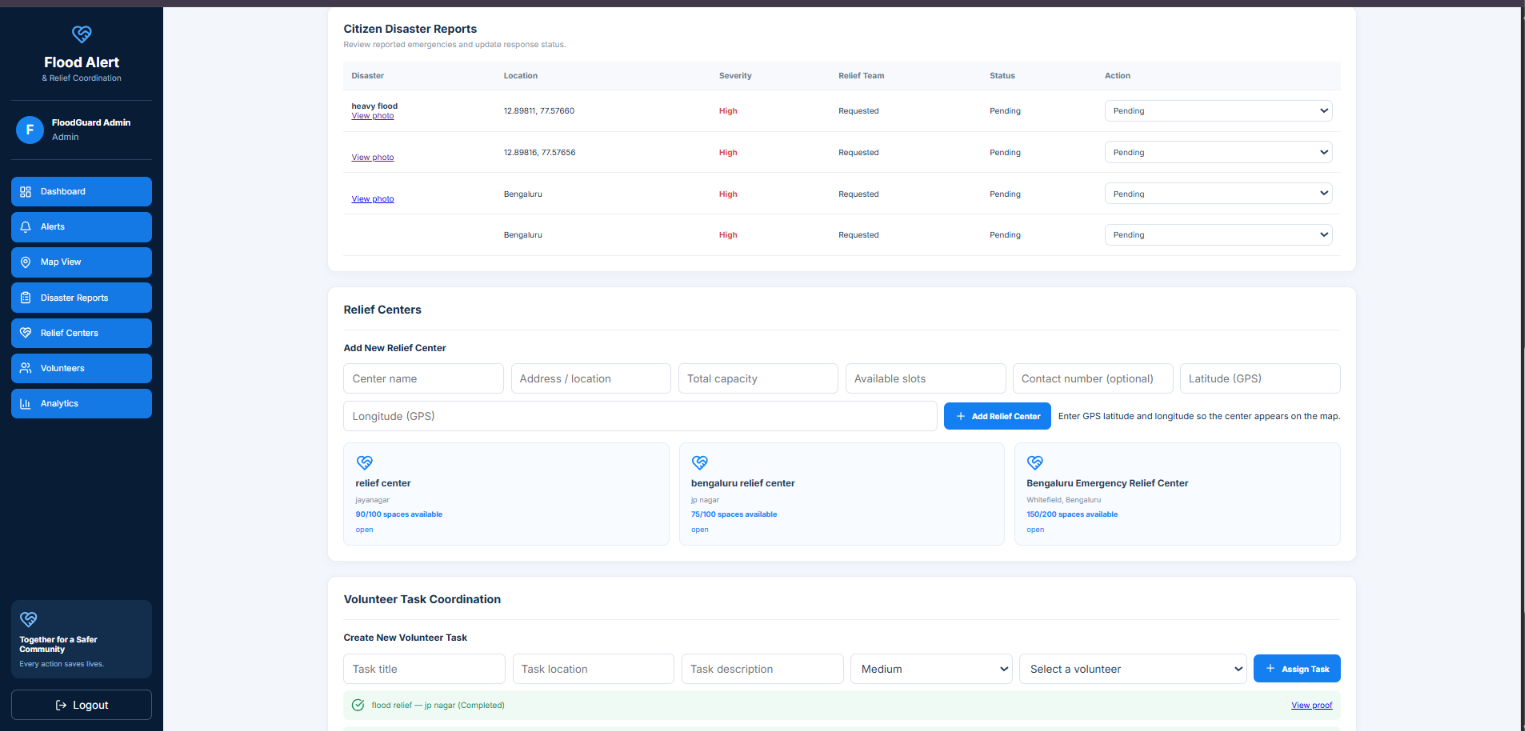 Flood Alert
& Relief Coordination
F
FloodGuard Admin
Admin
Dashboard
Alerts
Map View
Disaster Reports
Relief Centers
Volunteers
Analytics
Together for a Safer
Community
Every action saves lives.
Logout
Citizen Disaster Reports
Review reported emergencies and update response status.
Disaster Location Severity Relief Team Status Action
heavy flood
View photo 12.89811, 77.57660 High Requested Pending Pending
View photo 12.89816, 77.57656 High Requested Pending Pending
View photo Bengaluru High Requested Pending Pending
Bengaluru High Requested Pending Pending
Relief Centers
Add New Relief Center
Center name Address / location Total capacity Available slots Contact number (optional) Latitude (GPS)
Longitude (GPS) + Add Relief Center Enter GPS latitude and longitude so the center appears on the map.
relief center
jayanagar
90/100 spaces available
open
bengaluru relief center
jp nagar
75/100 spaces available
open
Bengaluru Emergency Relief Center
Whitefield, Bengaluru
150/200 spaces available
open
Volunteer Task Coordination
Create New Volunteer Task
Task title Task location Task description Medium Select a volunteer + Assign Task
flood relief — jp nagar (Completed) View proof